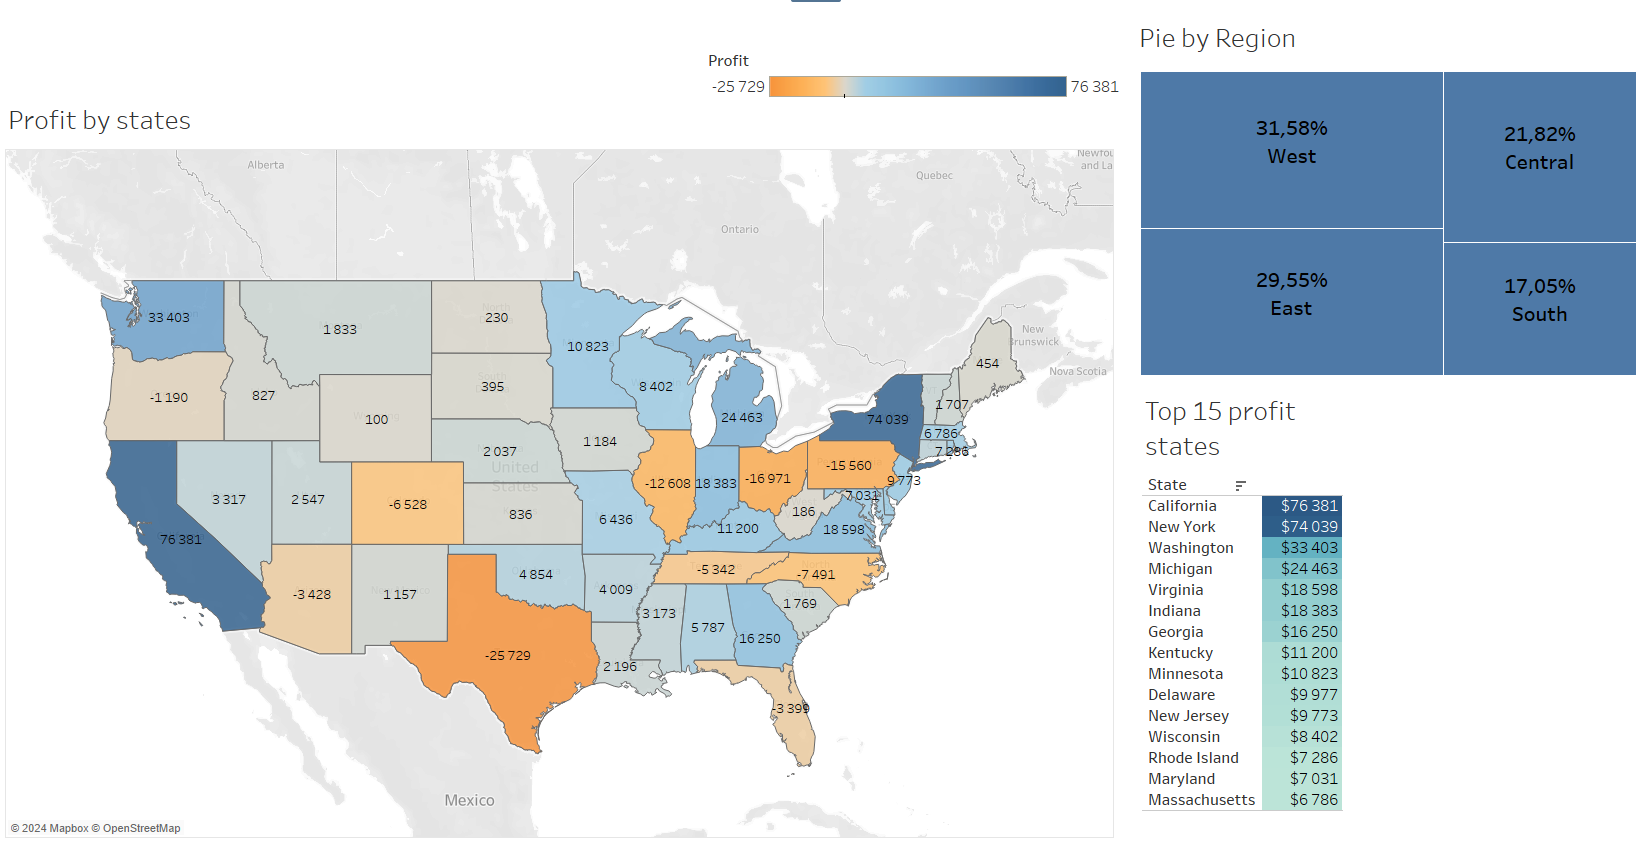 Pie by Region
Profit
-25 729
76 381
Profit by states
31,58%
West
21,82%
Central
29,55%
East
17,05%
South
Alberta
Quebec
Ontario
New
Brunswick
Nova Scotia
United
States
Mexico
33 403
1 833
230
10 823
-1 190
827
100
395
8 402
24 463
454
1 707
74 039
6 786
7 286
2 037
1 184
-12 608
18 383
-16 971
-15 560
9 773
7 031
3 317
2 547
-6 528
836
6 436
11 200
186
18 598
76 381
-3 428
1 157
4 854
4 009
-5 342
-7 491
1 769
3 173
5 787
16 250
-25 729
2 196
-3 399
© 2024 Mapbox © OpenStreetMap
Top 15 profit
states
State
California $76 381
New York $74 039
Washington $33 403
Michigan $24 463
Virginia $18 598
Indiana $18 383
Georgia $16 250
Kentucky $11 200
Minnesota $10 823
Delaware $9 977
New Jersey $9 773
Wisconsin $8 402
Rhode Island $7 286
Maryland $7 031
Massachusetts $6 786